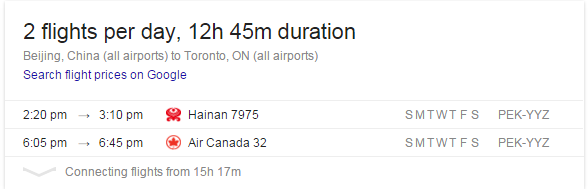 2 flights per day, 12h 45m duration
Beijing, China (all airports) to Toronto, ON (all airports)
Search flight prices on Google
2:20 pm → 3:10 pm Hainan 7975 S M T W T F S PEK-YYZ
6:05 pm → 6:45 pm Air Canada 32 S M T W T F S PEK-YYZ
Connecting flights from 15h 17m